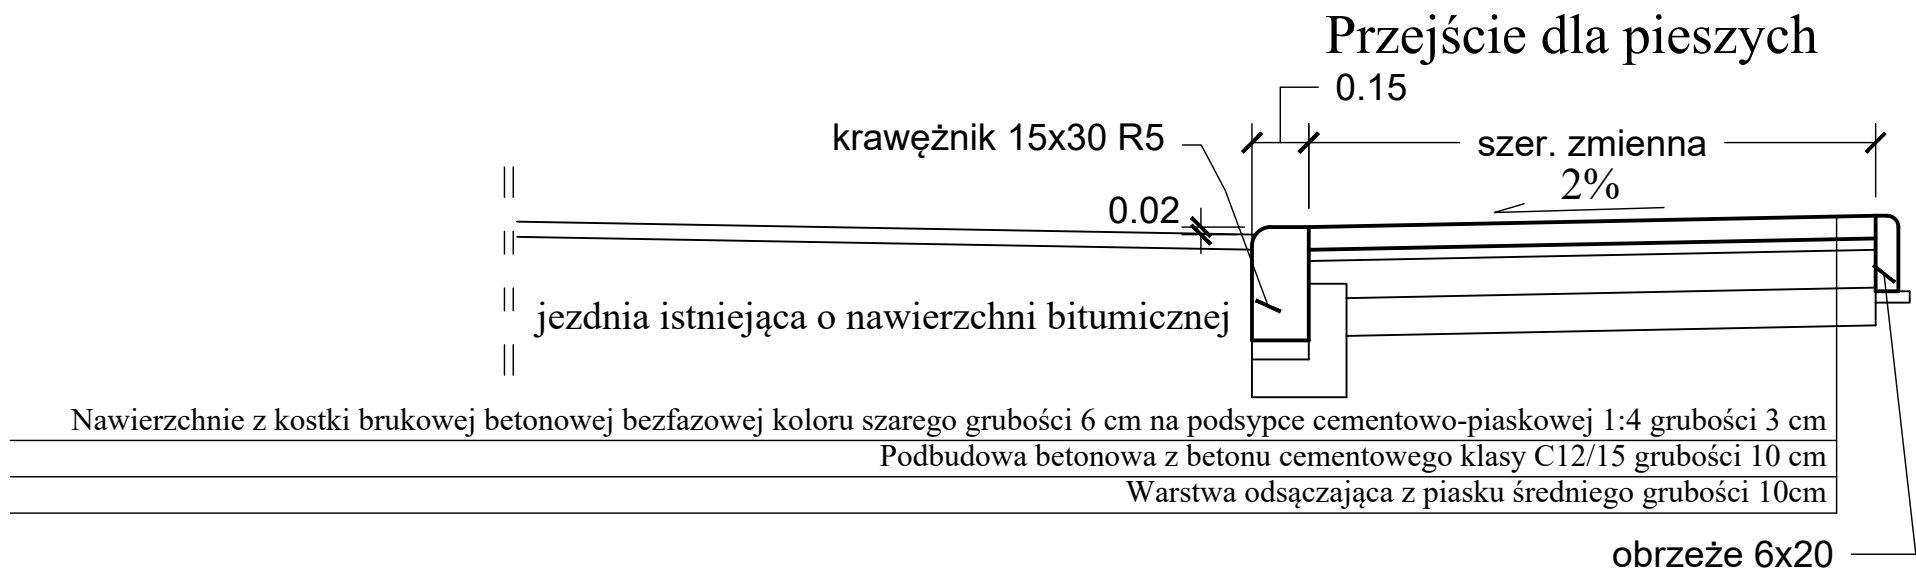 Przejście dla pieszych
0.15
krawężnik 15x30 R5
szer. zmienna
2%
0.02
jezdnia istniejąca o nawierzchni bitumicznej
Nawierzchnie z kostki brukowej betonowej bezfazowej koloru szarego grubości 6 cm na podsypce cementowo-piaskowej 1:4 grubości 3 cm
Podbudowa betonowa z betonu cementowego klasy C12/15 grubości 10 cm
Warstwa odsączająca z piasku średniego grubości 10cm
obrzeże 6x20